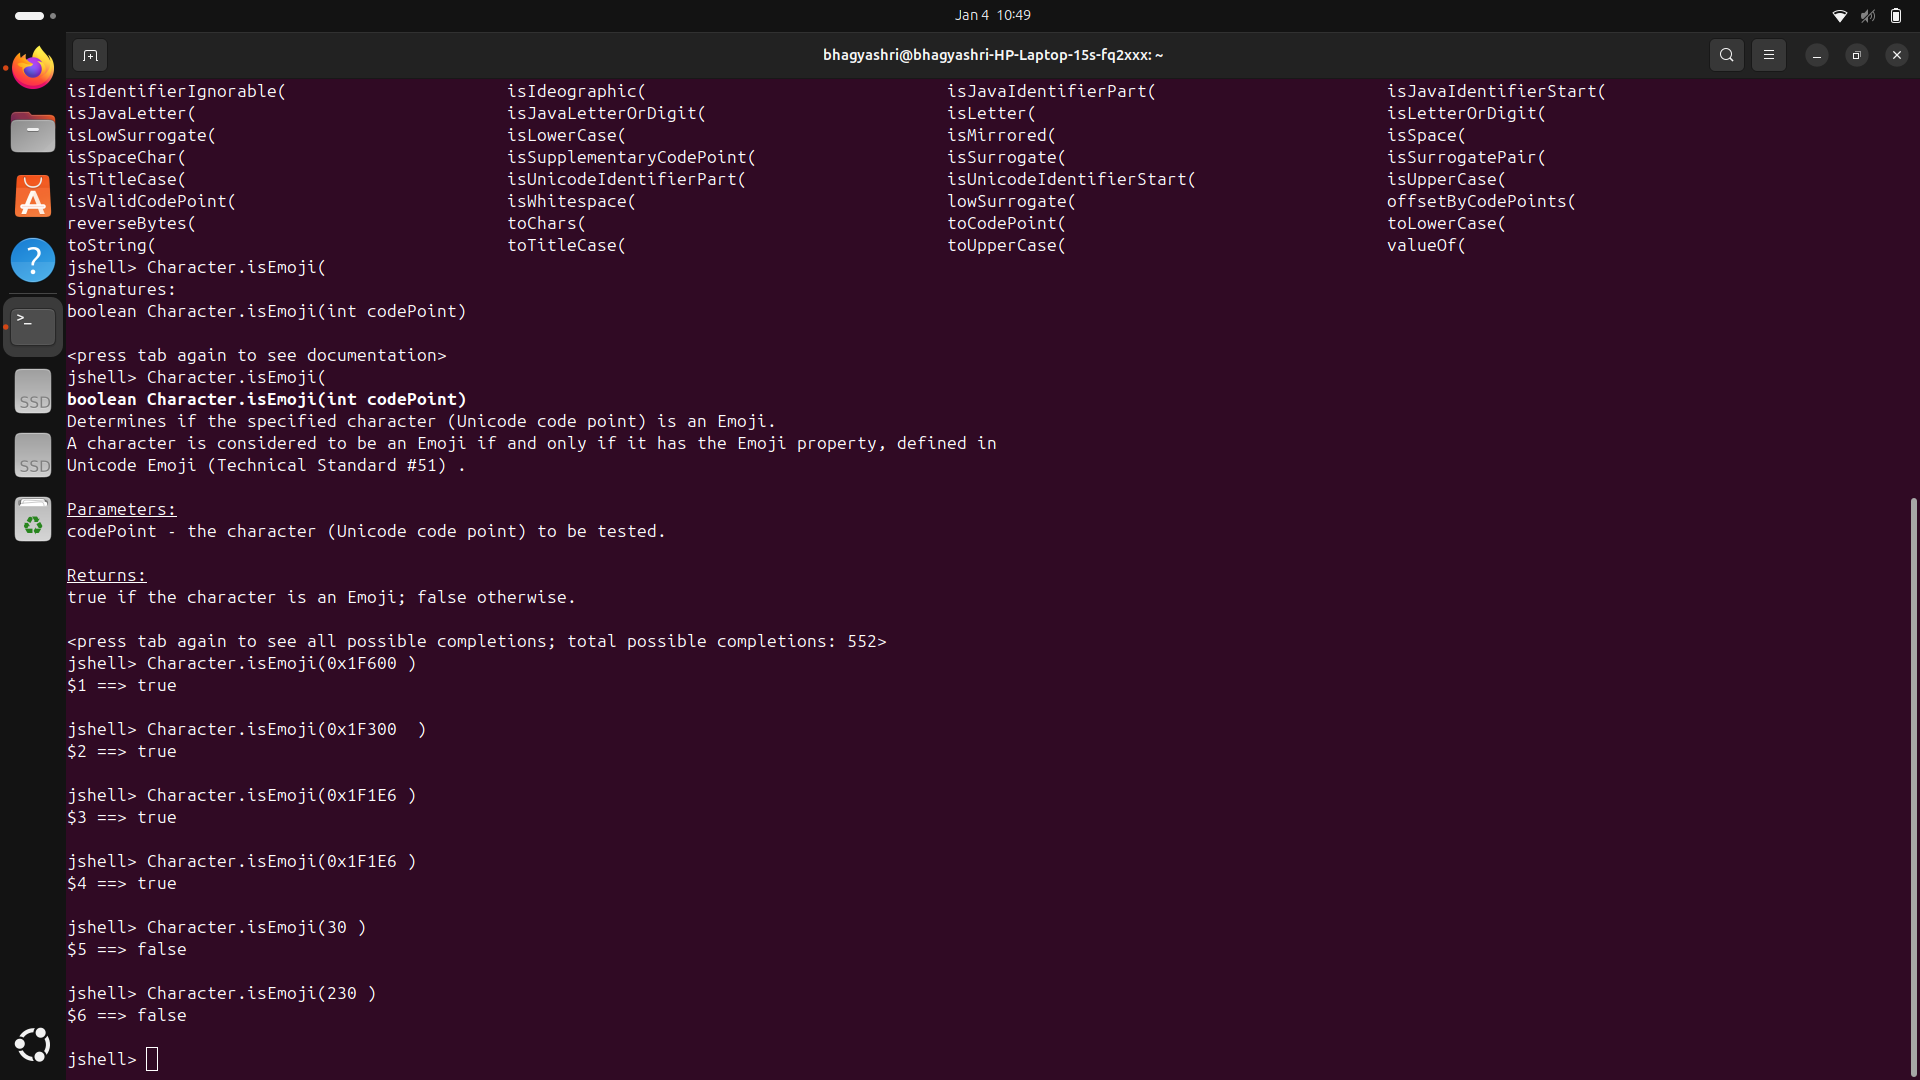 Jan 4 10:49
bhagyashri@bhagyashri-HP-Laptop-15s-fq2xxx: ~
isIdentifierIgnorable( isIdeographic( isJavaIdentifierPart( isJavaIdentifierStart(
isJavaLetter( isJavaLetterOrDigit( isLetter( isLetterOrDigit(
isLowSurrogate( isLowerCase( isMirrored( isSpace(
isSpaceChar( isSupplementaryCodePoint( isSurrogate( isSurrogatePair(
isTitleCase( isUnicodeIdentifierPart( isUnicodeIdentifierStart( isUpperCase(
isValidCodePoint( isWhitespace( lowSurrogate( offsetByCodePoints(
reverseBytes( toChars( toCodePoint( toLowerCase(
toString( toTitleCase( toUpperCase( valueOf(
jshell> Character.isEmoji(
Signatures:
boolean Character.isEmoji(int codePoint)
<press tab again to see documentation>
jshell> Character.isEmoji(
boolean Character.isEmoji(int codePoint)
Determines if the specified character (Unicode code point) is an Emoji.
A character is considered to be an Emoji if and only if it has the Emoji property, defined in
Unicode Emoji (Technical Standard #51) .
Parameters:
codePoint - the character (Unicode code point) to be tested.
Returns:
true if the character is an Emoji; false otherwise.
<press tab again to see all possible completions; total possible completions: 552>
jshell> Character.isEmoji(0x1F600 )
$1 ==> true
jshell> Character.isEmoji(0x1F300  )
$2 ==> true
jshell> Character.isEmoji(0x1F1E6 )
$3 ==> true
jshell> Character.isEmoji(0x1F1E6 )
$4 ==> true
jshell> Character.isEmoji(30 )
$5 ==> false
jshell> Character.isEmoji(230 )
$6 ==> false
jshell>
SSD
SSD